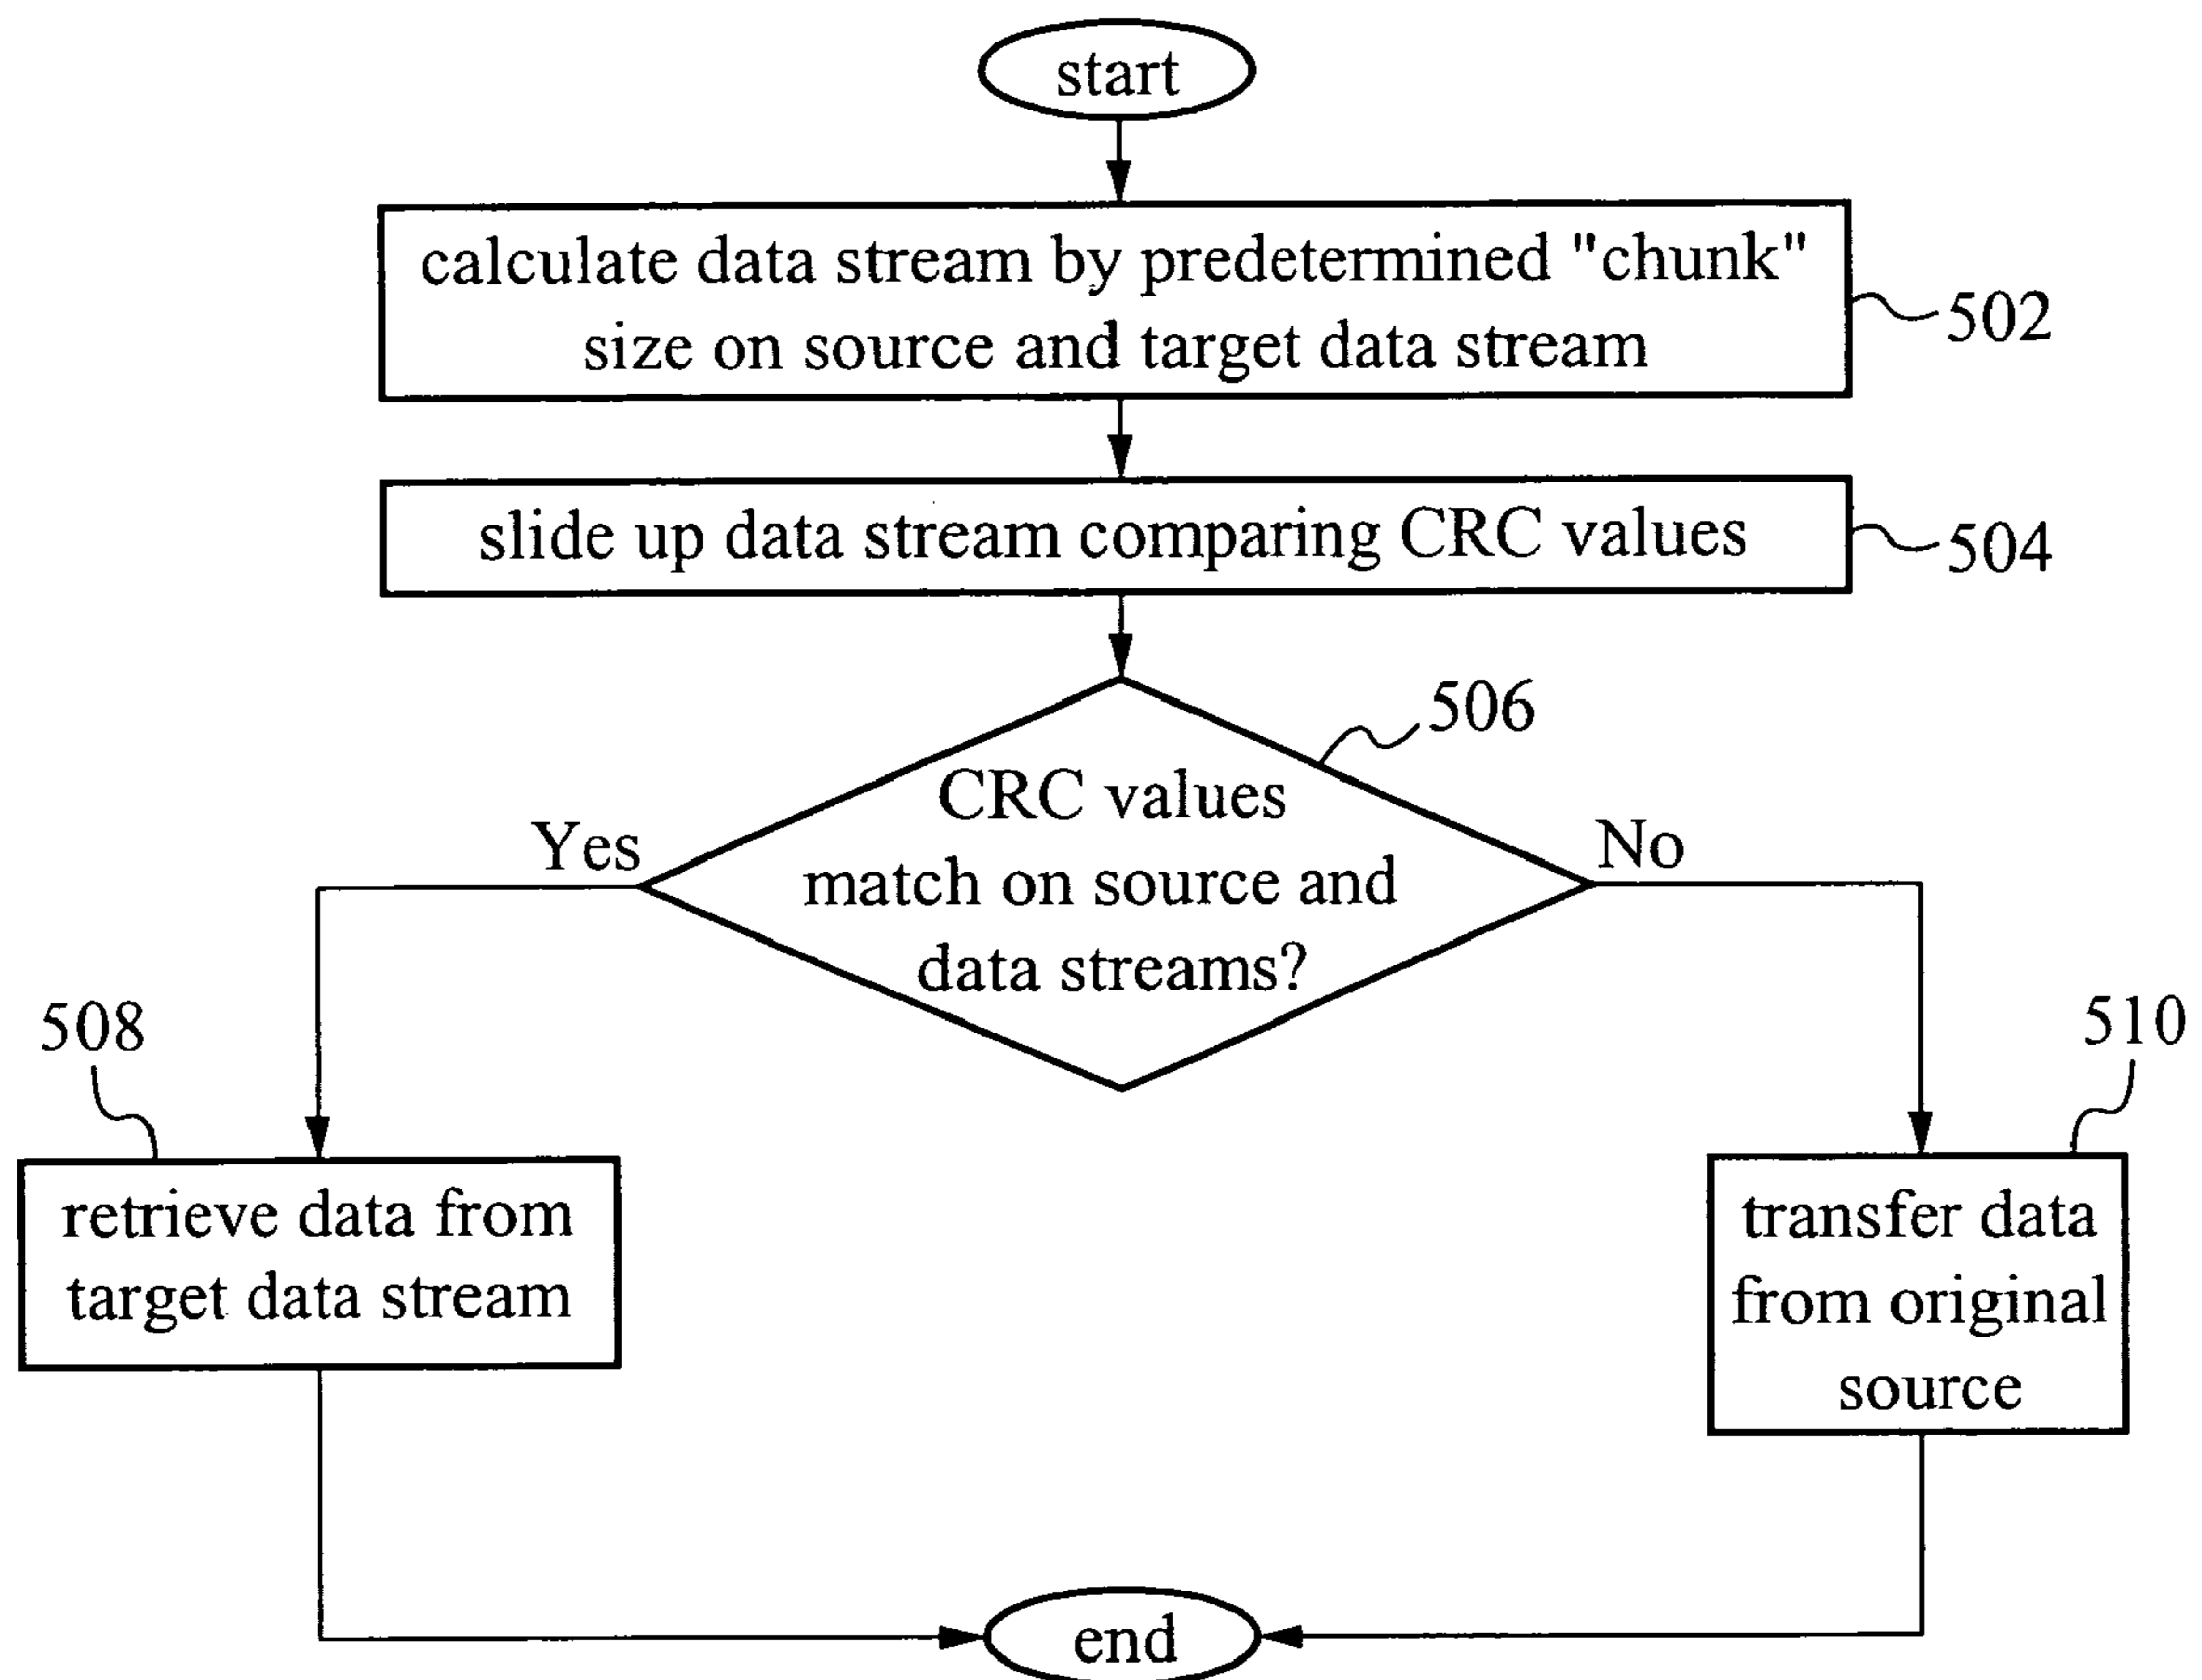 start
calculate data stream by predetermined "chunk"
size on source and target data stream
502
slide up data stream comparing CRC values
504
506
CRC values
match on source and
data streams?
Yes
No
508
510
retrieve data from
target data stream
transfer data
from original
source
end